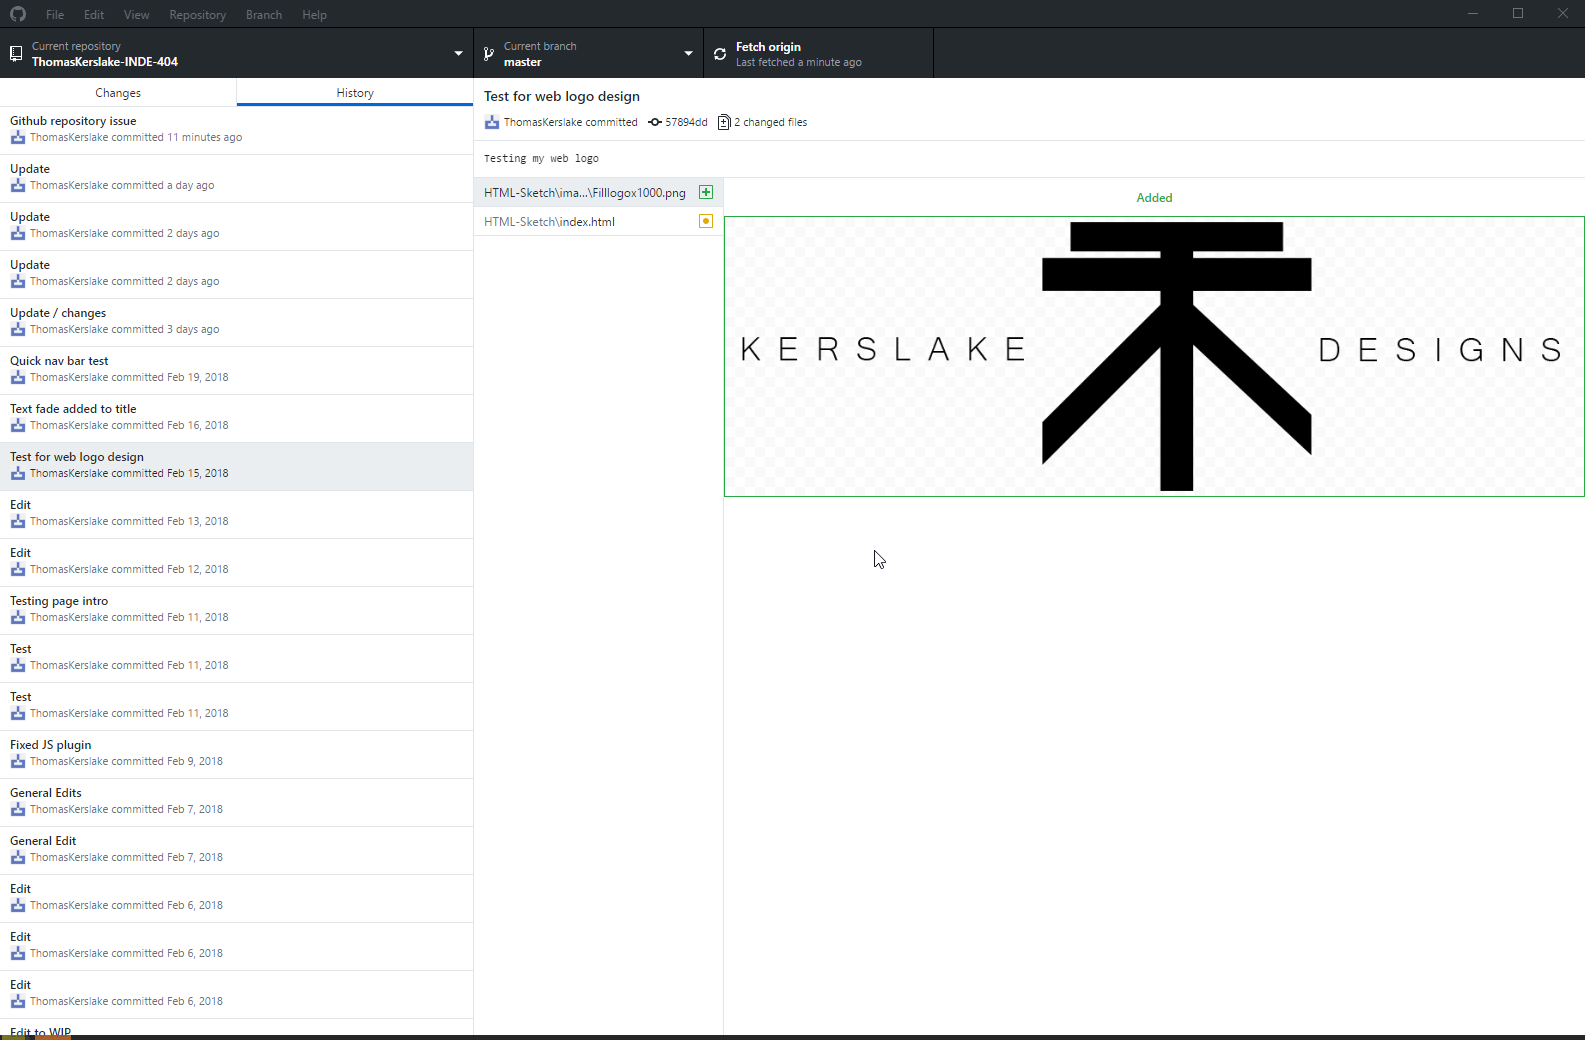 File Edit View Repository Branch Help
Current repository
ThomasKerslake-INDE-404
Current branch
master
Fetch origin
Last fetched a minute ago
Changes
History
Github repository issue
ThomasKerslake committed 11 minutes ago
Update
ThomasKerslake committed a day ago
Update
ThomasKerslake committed 2 days ago
Update
ThomasKerslake committed 2 days ago
Update / changes
ThomasKerslake committed 3 days ago
Quick nav bar test
ThomasKerslake committed Feb 19, 2018
Text fade added to title
ThomasKerslake committed Feb 16, 2018
Test for web logo design
ThomasKerslake committed Feb 15, 2018
Edit
ThomasKerslake committed Feb 13, 2018
Edit
ThomasKerslake committed Feb 12, 2018
Testing page intro
ThomasKerslake committed Feb 11, 2018
Test
ThomasKerslake committed Feb 11, 2018
Test
ThomasKerslake committed Feb 11, 2018
Fixed JS plugin
ThomasKerslake committed Feb 9, 2018
General Edits
ThomasKerslake committed Feb 7, 2018
General Edit
ThomasKerslake committed Feb 7, 2018
Edit
ThomasKerslake committed Feb 6, 2018
Edit
ThomasKerslake committed Feb 6, 2018
Edit
ThomasKerslake committed Feb 6, 2018
Edit to WIP
Test for web logo design
ThomasKerslake committed 57894dd 2 changed files
Testing my web logo
HTML-Sketch\ima...\Filllogox1000.png
HTML-Sketch\index.html
Added
KERSLAKE DESIGNS